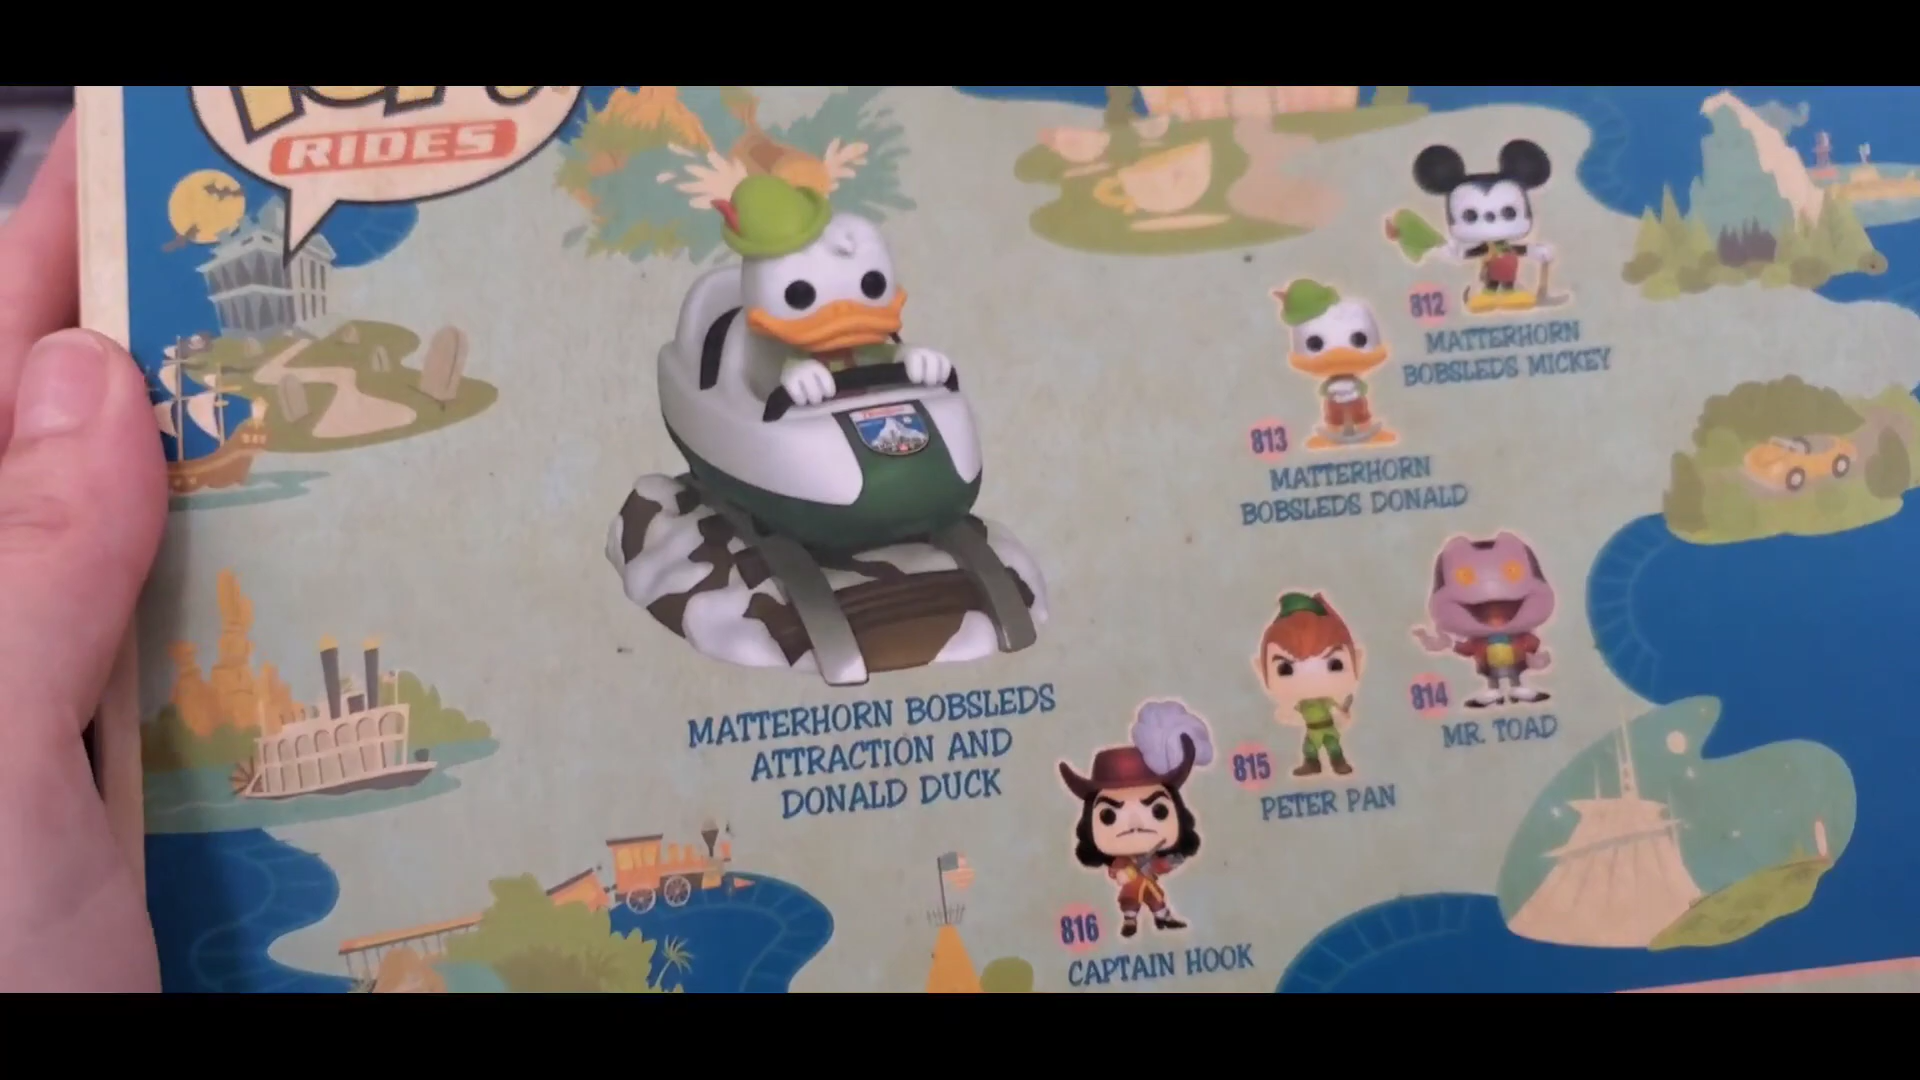 POP!
RIDES
812
MATTERHORN
BOBSLEDS MICKEY
813
MATTERHORN
BOBSLEDS DONALD
814
MR. TOAD
815
PETER PAN
MATTERHORN BOBSLEDS
ATTRACTION AND
DONALD DUCK
816
CAPTAIN HOOK